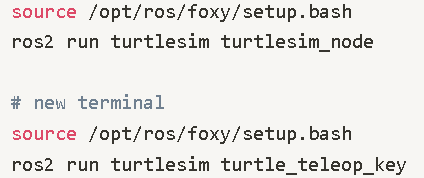 source /opt/ros/foxy/setup.bash
ros2 run turtlesim turtlesim_node
# new terminal
source /opt/ros/foxy/setup.bash
ros2 run turtlesim turtle_teleop_key